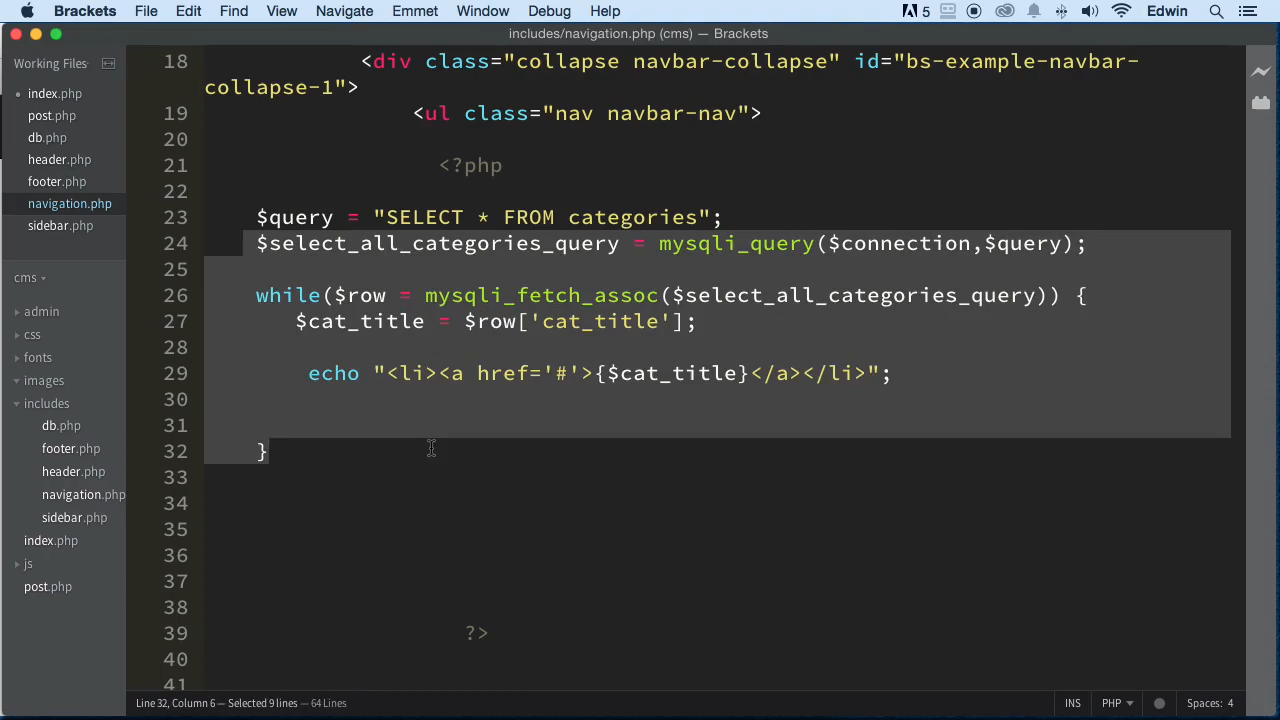 Brackets File Edit Find View Navigate Emmet Window Debug Help 5 Edwin
includes/navigation.php (cms) — Brackets
Working Files
index.php
post.php
db.php
header.php
footer.php
navigation.php
sidebar.php
cms
admin
css
fonts
images
includes
db.php
footer.php
header.php
navigation.php
sidebar.php
index.php
js
post.php
18 <div class="collapse navbar-collapse" id="bs-example-navbar-
collapse-1">
19 <ul class="nav navbar-nav">
20
21 <?php
22
23 $query = "SELECT * FROM categories";
24 $select_all_categories_query = mysqli_query($connection,$query);
25
26 while($row = mysqli_fetch_assoc($select_all_categories_query)) {
27 $cat_title = $row['cat_title'];
28
29 echo "<li><a href='#'>{$cat_title}</a></li>";
30
31
32 }
33
34
35
36
37
38
39 ?>
40
41
Line 32, Column 6 — Selected 9 lines — 64 Lines
INS PHP Spaces: 4